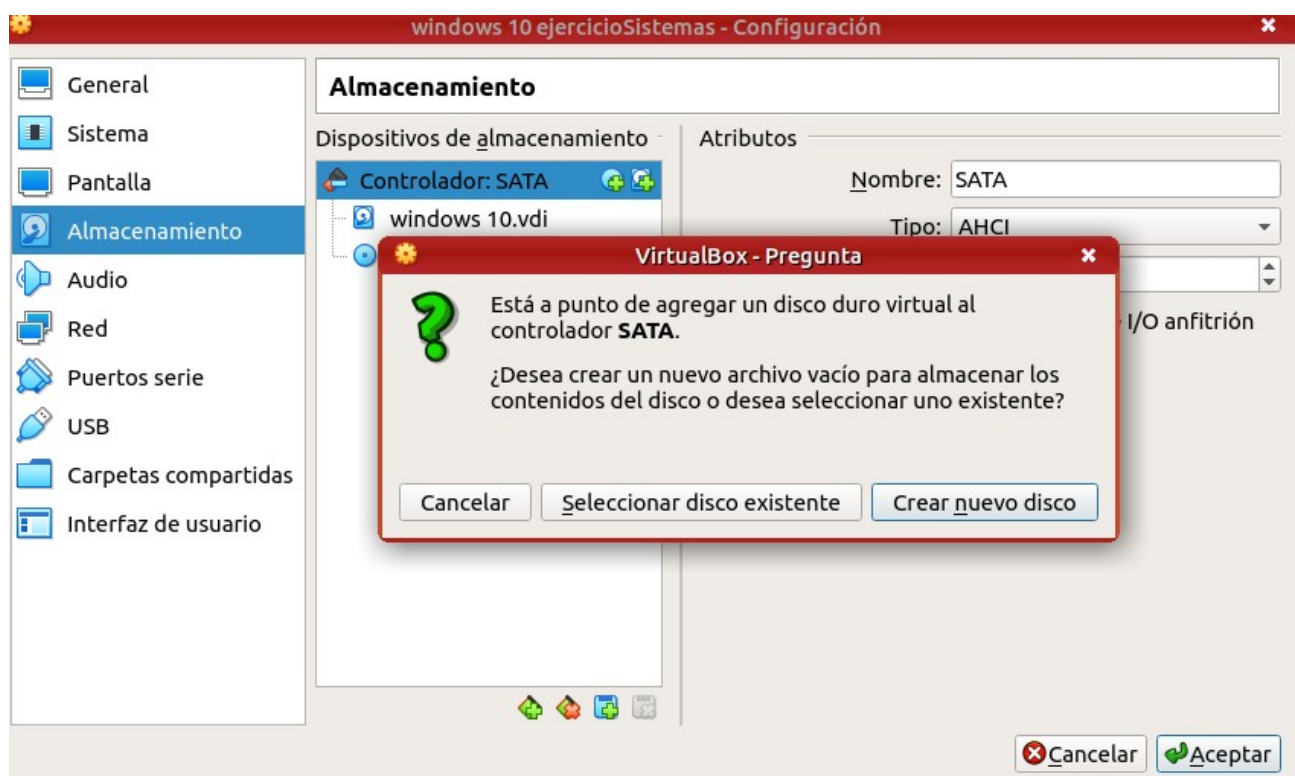 windows 10 ejercicioSistemas - Configuración
General
Sistema
Pantalla
Almacenamiento
Audio
Red
Puertos serie
USB
Carpetas compartidas
Interfaz de usuario
Almacenamiento
Dispositivos de almacenamiento
Controlador: SATA
windows 10.vdi
Atributos
Nombre: SATA
Tipo: AHCI
I/O anfitrión
VirtualBox - Pregunta
Está a punto de agregar un disco duro virtual al
controlador SATA.
¿Desea crear un nuevo archivo vacío para almacenar los
contenidos del disco o desea seleccionar uno existente?
Cancelar
Seleccionar disco existente
Crear nuevo disco
Cancelar
Aceptar